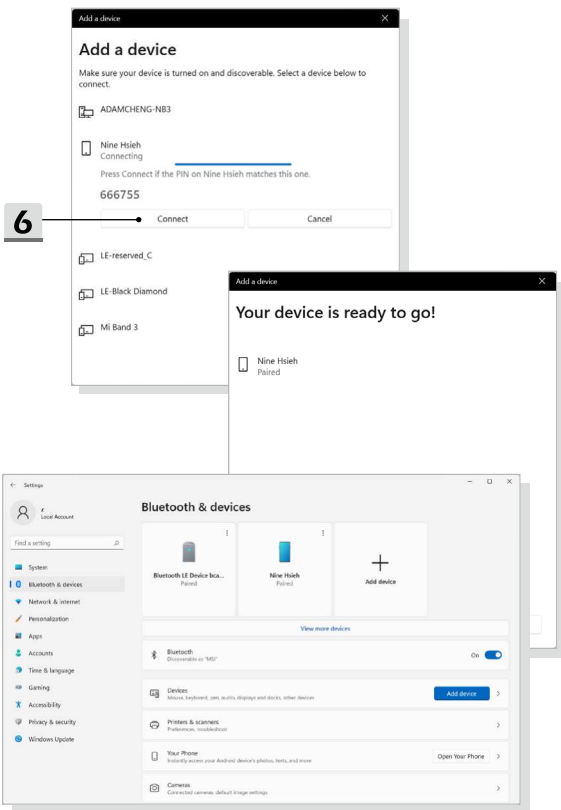 Add a device
Add a device
Make sure your device is turned on and discoverable. Select a device below to
connect.
ADAMCHENG-NB3
Nine Hsieh
Connecting
Press Connect if the PIN on Nine Hsieh matches this one.
666755
6
Connect
Cancel
LE-reserved_C
LE-Black Diamond
Mi Band 3
Add a device
Your device is ready to go!
Nine Hsieh
Paired
Settings
Local Account
Find a setting
System
Bluetooth & devices
Network & internet
Personalization
Apps
Accounts
Time & language
Gaming
Accessibility
Privacy & security
Windows Update
Bluetooth & devices
Bluetooth LE Device bca...
Paired
Nine Hsieh
Paired
Add device
View more devices
Bluetooth
Discoverable as "MSI"
On
Devices
Mouse, keyboard, pen, audio, displays and docks, other devices
Add device
Printers & scanners
Preferences, troubleshoot
Your Phone
Instantly access your Android device's photos, texts, and more
Open Your Phone
Cameras
Connected cameras, default image settings